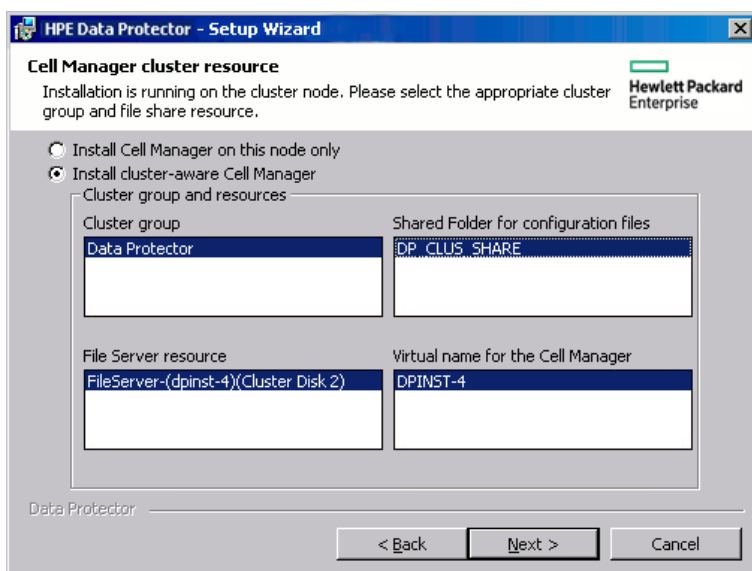 HPE Data Protector - Setup Wizard
Cell Manager cluster resource
Installation is running on the cluster node. Please select the appropriate cluster
group and file share resource.
Hewlett Packard
Enterprise
Install Cell Manager on this node only
Install cluster-aware Cell Manager
Cluster group and resources
Cluster group
Shared Folder for configuration files
Data Protector
DP_CLUS_SHARE
File Server resource
Virtual name for the Cell Manager
FileServer-(dpinst-4)(Cluster Disk 2)
DPINST-4
Data Protector
< Back
Next >
Cancel